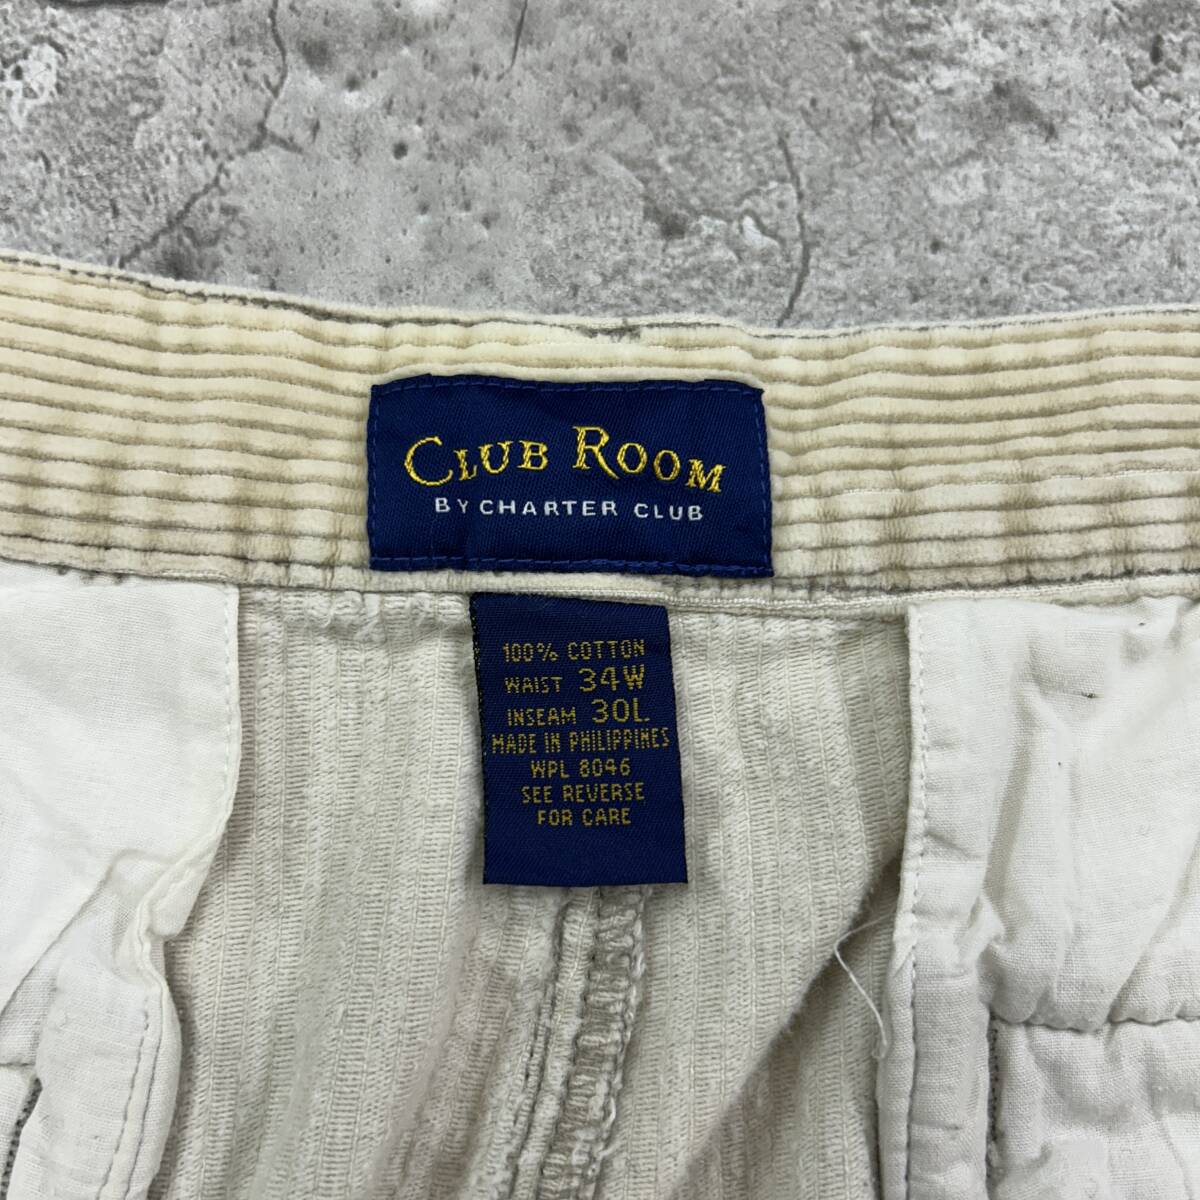 CLUB ROOM
BY CHARTER CLUB
100% COTTON
WAIST 34W
INSEAM 30L
MADE IN PHILIPPINES
WPL 8046
SEE REVERSE
FOR CARE